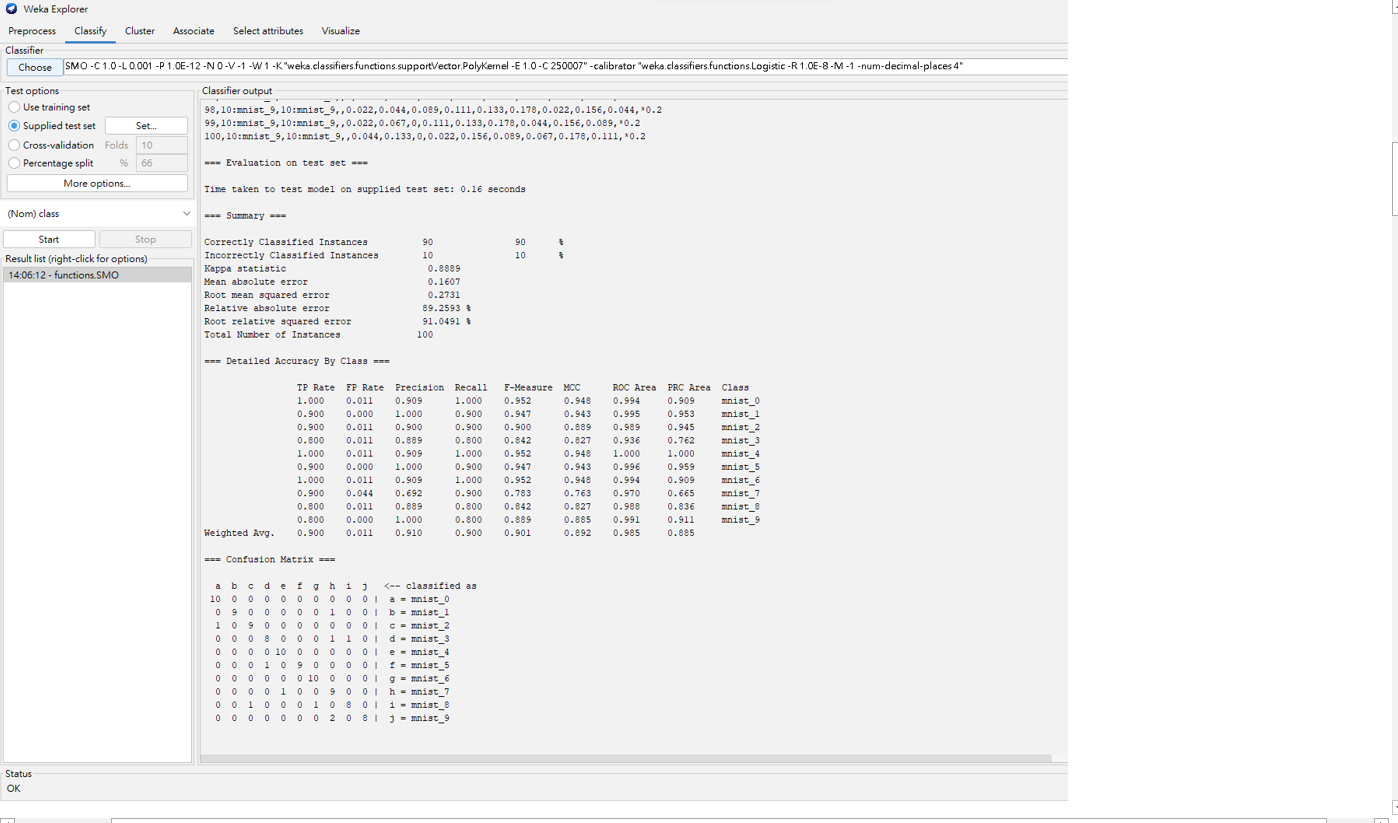 Weka Explorer
Preprocess Classify Cluster Associate Select attributes Visualize
Classifier
Choose SMO -C 1.0 -L 0.001 -P 1.0E-12 -N 0 -V -1 -W 1 -K "weka.classifiers.functions.supportVector.PolyKernel -E 1.0 -C 250007" -calibrator "weka.classifiers.functions.Logistic -R 1.0E-8 -M -1 -num-decimal-places 4"
Test options
Use training set
Supplied test set Set...
Cross-validation Folds 10
Percentage split % 66
More options...
(Nom) class
Start Stop
Result list (right-click for options)
14:06:12 - functions.SMO
Classifier output
98,10:mnist_9,10:mnist_9,,0.022,0.044,0.089,0.111,0.133,0.178,0.022,0.156,0.044,*0.2
99,10:mnist_9,10:mnist_9,,0.022,0.067,0,0.111,0.133,0.178,0.044,0.156,0.089,*0.2
100,10:mnist_9,10:mnist_9,,0.044,0.133,0,0.022,0.156,0.089,0.067,0.178,0.111,*0.2
=== Evaluation on test set ===
Time taken to test model on supplied test set: 0.16 seconds
=== Summary ===
Correctly Classified Instances 90 90 %
Incorrectly Classified Instances 10 10 %
Kappa statistic 0.8889
Mean absolute error 0.1607
Root mean squared error 0.2731
Relative absolute error 89.2593 %
Root relative squared error 91.0491 %
Total Number of Instances 100
=== Detailed Accuracy By Class ===
TP Rate FP Rate Precision Recall F-Measure MCC ROC Area PRC Area Class
1.000 0.011 0.909 1.000 0.952 0.948 0.994 0.909 mnist_0
0.900 0.000 1.000 0.900 0.947 0.943 0.995 0.953 mnist_1
0.900 0.011 0.900 0.900 0.900 0.889 0.989 0.945 mnist_2
0.800 0.011 0.889 0.800 0.842 0.827 0.936 0.762 mnist_3
1.000 0.011 0.909 1.000 0.952 0.948 1.000 1.000 mnist_4
0.900 0.000 1.000 0.900 0.947 0.943 0.996 0.959 mnist_5
1.000 0.011 0.909 1.000 0.952 0.948 0.994 0.909 mnist_6
0.900 0.044 0.692 0.900 0.783 0.763 0.970 0.665 mnist_7
0.800 0.011 0.889 0.800 0.842 0.827 0.988 0.836 mnist_8
0.800 0.000 1.000 0.800 0.889 0.885 0.991 0.911 mnist_9
Weighted Avg. 0.900 0.011 0.910 0.900 0.901 0.892 0.985 0.885
=== Confusion Matrix ===
a b c d e f g h i j <-- classified as
10 0 0 0 0 0 0 0 0 0 | a = mnist_0
0 9 0 0 0 0 0 1 0 0 | b = mnist_1
1 0 9 0 0 0 0 0 0 0 | c = mnist_2
0 0 0 8 0 0 0 1 1 0 | d = mnist_3
0 0 0 0 10 0 0 0 0 0 | e = mnist_4
0 0 0 1 0 9 0 0 0 0 | f = mnist_5
0 0 0 0 0 0 10 0 0 0 | g = mnist_6
0 0 0 0 1 0 0 9 0 0 | h = mnist_7
0 0 1 0 0 0 1 0 8 0 | i = mnist_8
0 0 0 0 0 0 0 2 0 8 | j = mnist_9
Status
OK